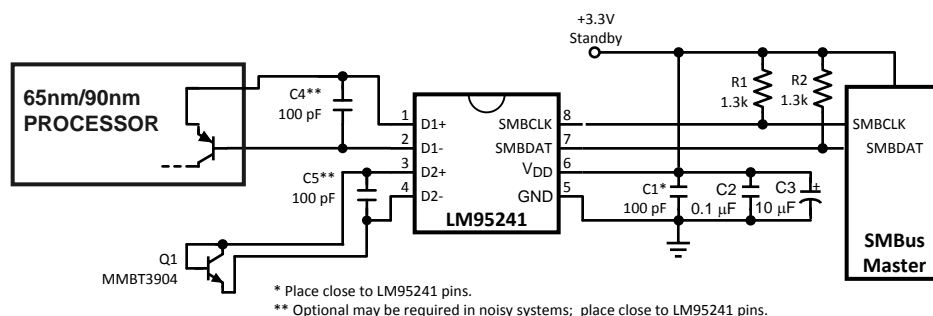 +3.3V
Standby
65nm/90nm
PROCESSOR
C4**
100 pF
C5**
100 pF
Q1
MMBT3904
1
2
3
4
D1+
D1-
D2+
D2-
SMBCLK
SMBDAT
VDD
GND
8
7
6
5
LM95241
R1
1.3k
R2
1.3k
C1*
100 pF
C2
0.1 µF
C3
+
10 µF
SMBCLK
SMBDAT
SMBus
Master
* Place close to LM95241 pins.
** Optional may be required in noisy systems; place close to LM95241 pins.